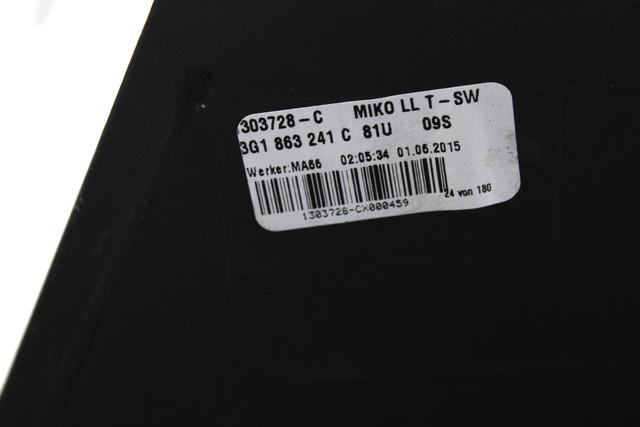 1303728-C MIKO LL T-SW
3G1 863 241 C 81U 09S
Werker:MA66 02:05:34 01.06.2015
24 von 180
1303728-CX000459